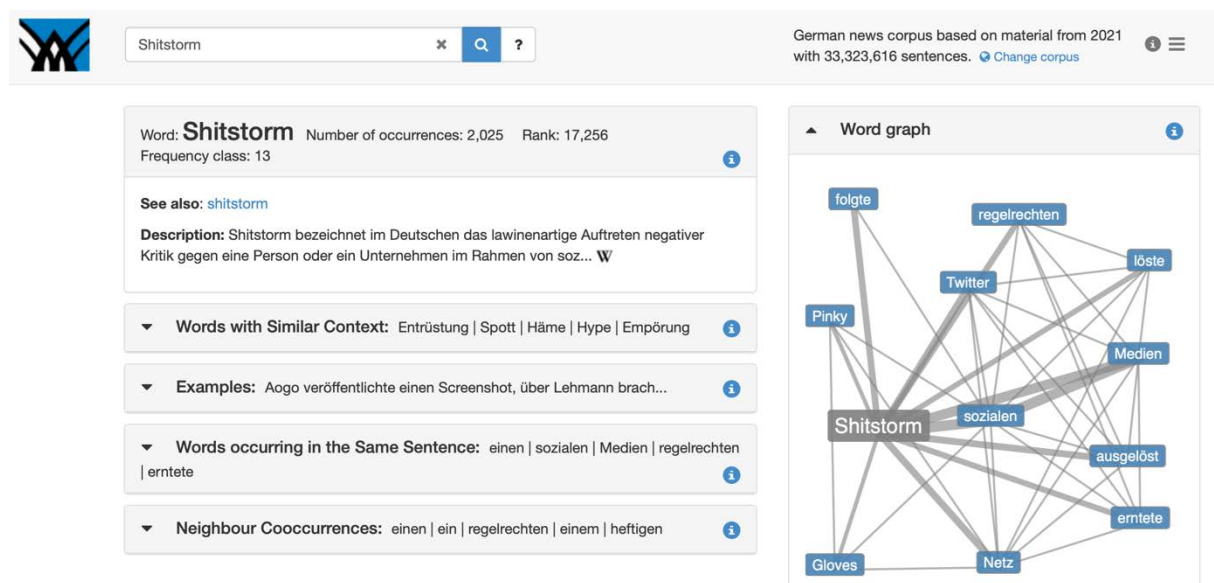 Shitstorm
?
German news corpus based on material from 2021
with 33,323,616 sentences. Change corpus
Word: Shitstorm Number of occurrences: 2,025 Rank: 17,256
Frequency class: 13
See also: shitstorm
Description: Shitstorm bezeichnet im Deutschen das lawinenartige Auftreten negativer
Kritik gegen eine Person oder ein Unternehmen im Rahmen von soz... W
Words with Similar Context: Entrüstung | Spott | Häme | Hype | Empörung
Examples: Aogo veröffentlichte einen Screenshot, über Lehmann brach...
Words occurring in the Same Sentence: einen | sozialen | Medien | regelrechten
| erntete
Neighbour Cooccurrences: einen | ein | regelrechten | einem | heftigen
Word graph
folgte
regelrechten
löste
Twitter
Pinky
Medien
sozialen
Shitstorm
ausgelöst
erntete
Netz
Gloves